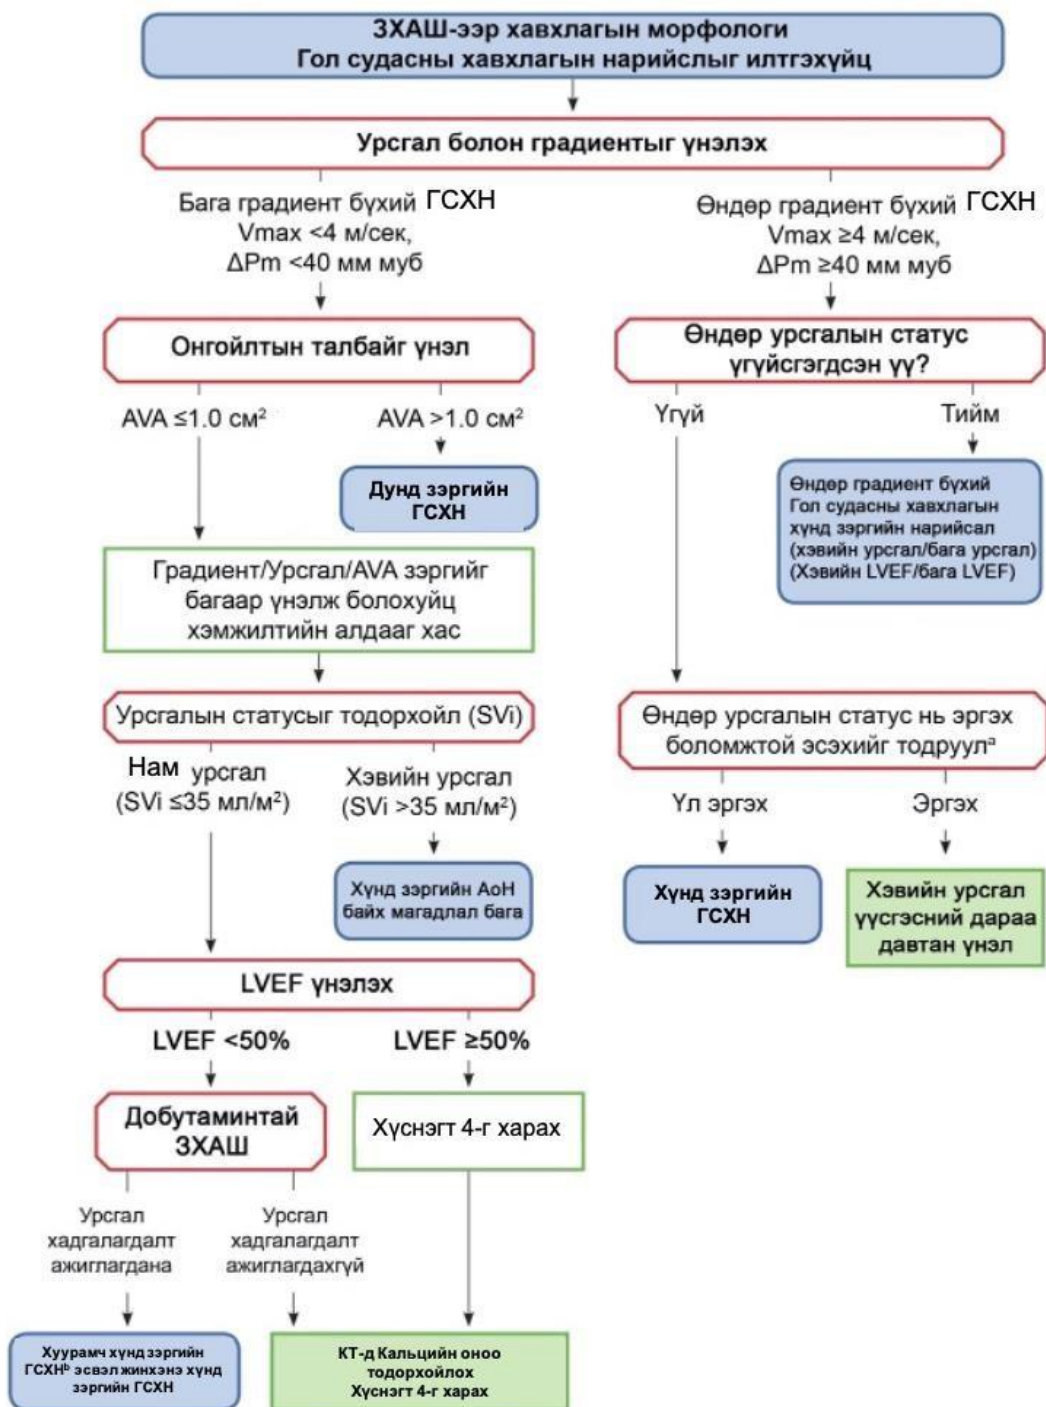 ЗХАШ-ээр хавхлагын морфологи
Гол судасны хавхлагын нарийслыг илтгэхүйц
Урсгал болон градиентыг үнэлэх
Бага градиент бүхий ГСХН
Vmax <4 м/сек,
ΔPm <40 мм муб
Өндөр градиент бүхий ГСХН
Vmax ≥4 м/сек,
ΔPm ≥40 мм муб
Онгойлтын талбайг үнэл
Өндөр урсгалын статус
үгүйсгэгдсэн үү?
AVA ≤1.0 см²
AVA >1.0 см²
Үгүй
Тийм
Дунд зэргийн
ГСХН
Өндөр градиент бүхий
Гол судасны хавхлагын
хүнд зэргийн нарийсал
(хэвийн урсгал/бага урсгал)
(Хэвийн LVEF/бага LVEF)
Градиент/Урсгал/AVA зэргийг
багаар үнэлж болохуйц
хэмжилтийн алдааг хас
Урсгалын статусыг тодорхойл (SVi)
Өндөр урсгалын статус нь эргэх
боломжтой эсэхийг тодруулᵃ
Нам урсгал
(SVi ≤35 мл/м²)
Хэвийн урсгал
(SVi >35 мл/м²)
Үл эргэх
Эргэх
Хүнд зэргийн АоН
байх магадлал бага
Хүнд зэргийн
ГСХН
Хэвийн урсгал
үүсгэсний дараа
давтан үнэл
LVEF үнэлэх
LVEF <50%
LVEF ≥50%
Добутаминтай
ЗХАШ
Хүснэгт 4-г харах
Урсгал
хадгалагдалт
ажиглагдана
Урсгал
хадгалагдалт
ажиглагдахгүй
Хуурамч хүнд зэргийн
ГСХНᵇ эсвэл жинхэнэ хүнд
зэргийн ГСХН
КТ-д Кальцийн оноо
тодорхойлох
Хүснэгт 4-г харах